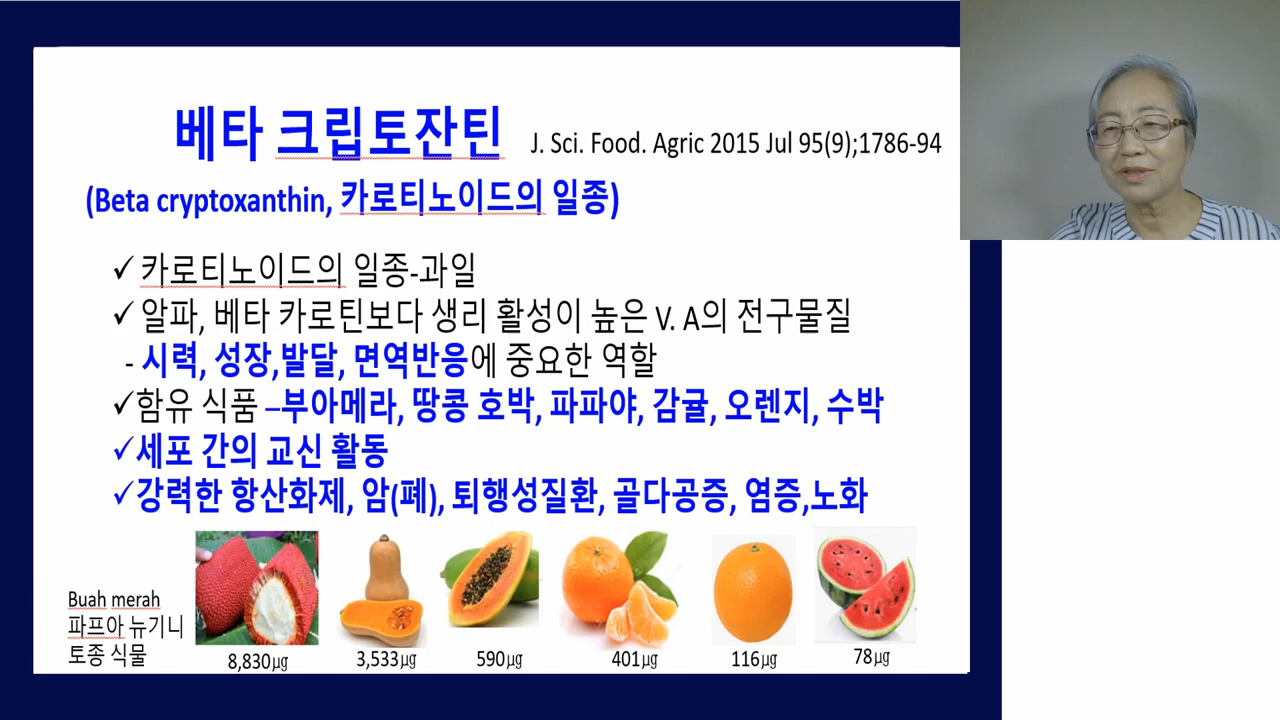 베타 크립토잔틴 J. Sci. Food. Agric 2015 Jul 95(9);1786-94
(Beta cryptoxanthin, 카로티노이드의 일종)
✓ 카로티노이드의 일종-과일
✓ 알파, 베타 카로틴보다 생리 활성이 높은 V. A의 전구물질
- 시력, 성장,발달, 면역반응에 중요한 역할
✓함유 식품 –부아메라, 땅콩 호박, 파파야, 감귤, 오렌지, 수박
✓세포 간의 교신 활동
✓강력한 항산화제, 암(폐), 퇴행성질환, 골다공증, 염증,노화
Buah merah
파프아 뉴기니
토종 식물
8,830㎍ 3,533㎍ 590㎍ 401㎍ 116㎍ 78㎍